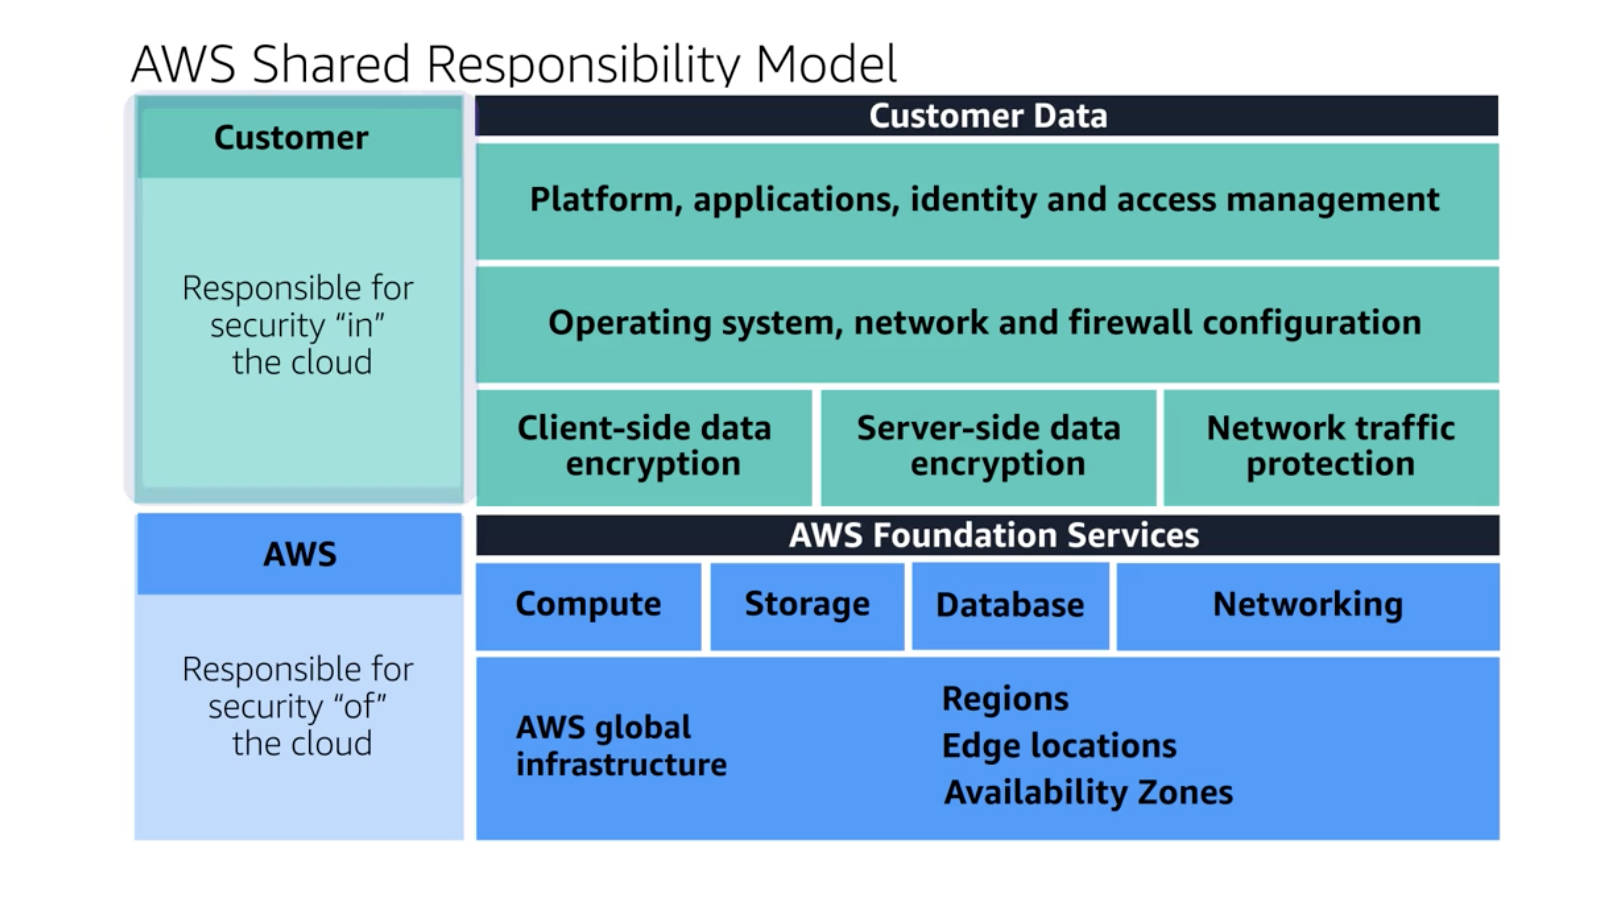 AWS Shared Responsibility Model
Customer
Responsible for
security “in”
the cloud
Customer Data
Platform, applications, identity and access management
Operating system, network and firewall configuration
Client-side data
encryption
Server-side data
encryption
Network traffic
protection
AWS
Responsible for
security “of”
the cloud
AWS Foundation Services
Compute
Storage
Database
Networking
AWS global
infrastructure
Regions
Edge locations
Availability Zones